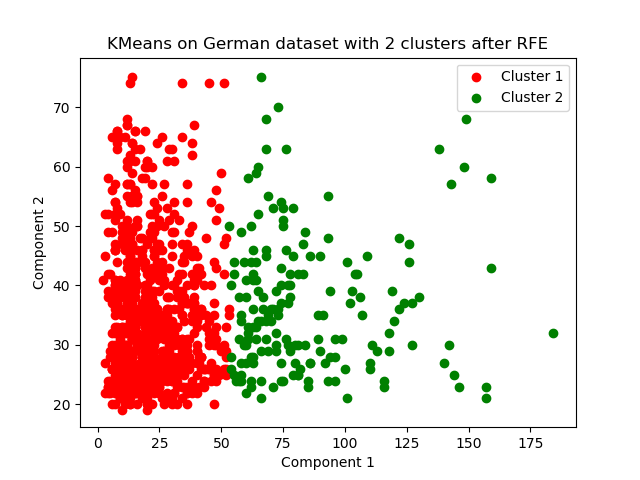 KMeans on German dataset with 2 clusters after RFE
Cluster 1
Cluster 2
Component 2
70
60
50
40
30
20
0
25
50
75
100
125
150
175
Component 1